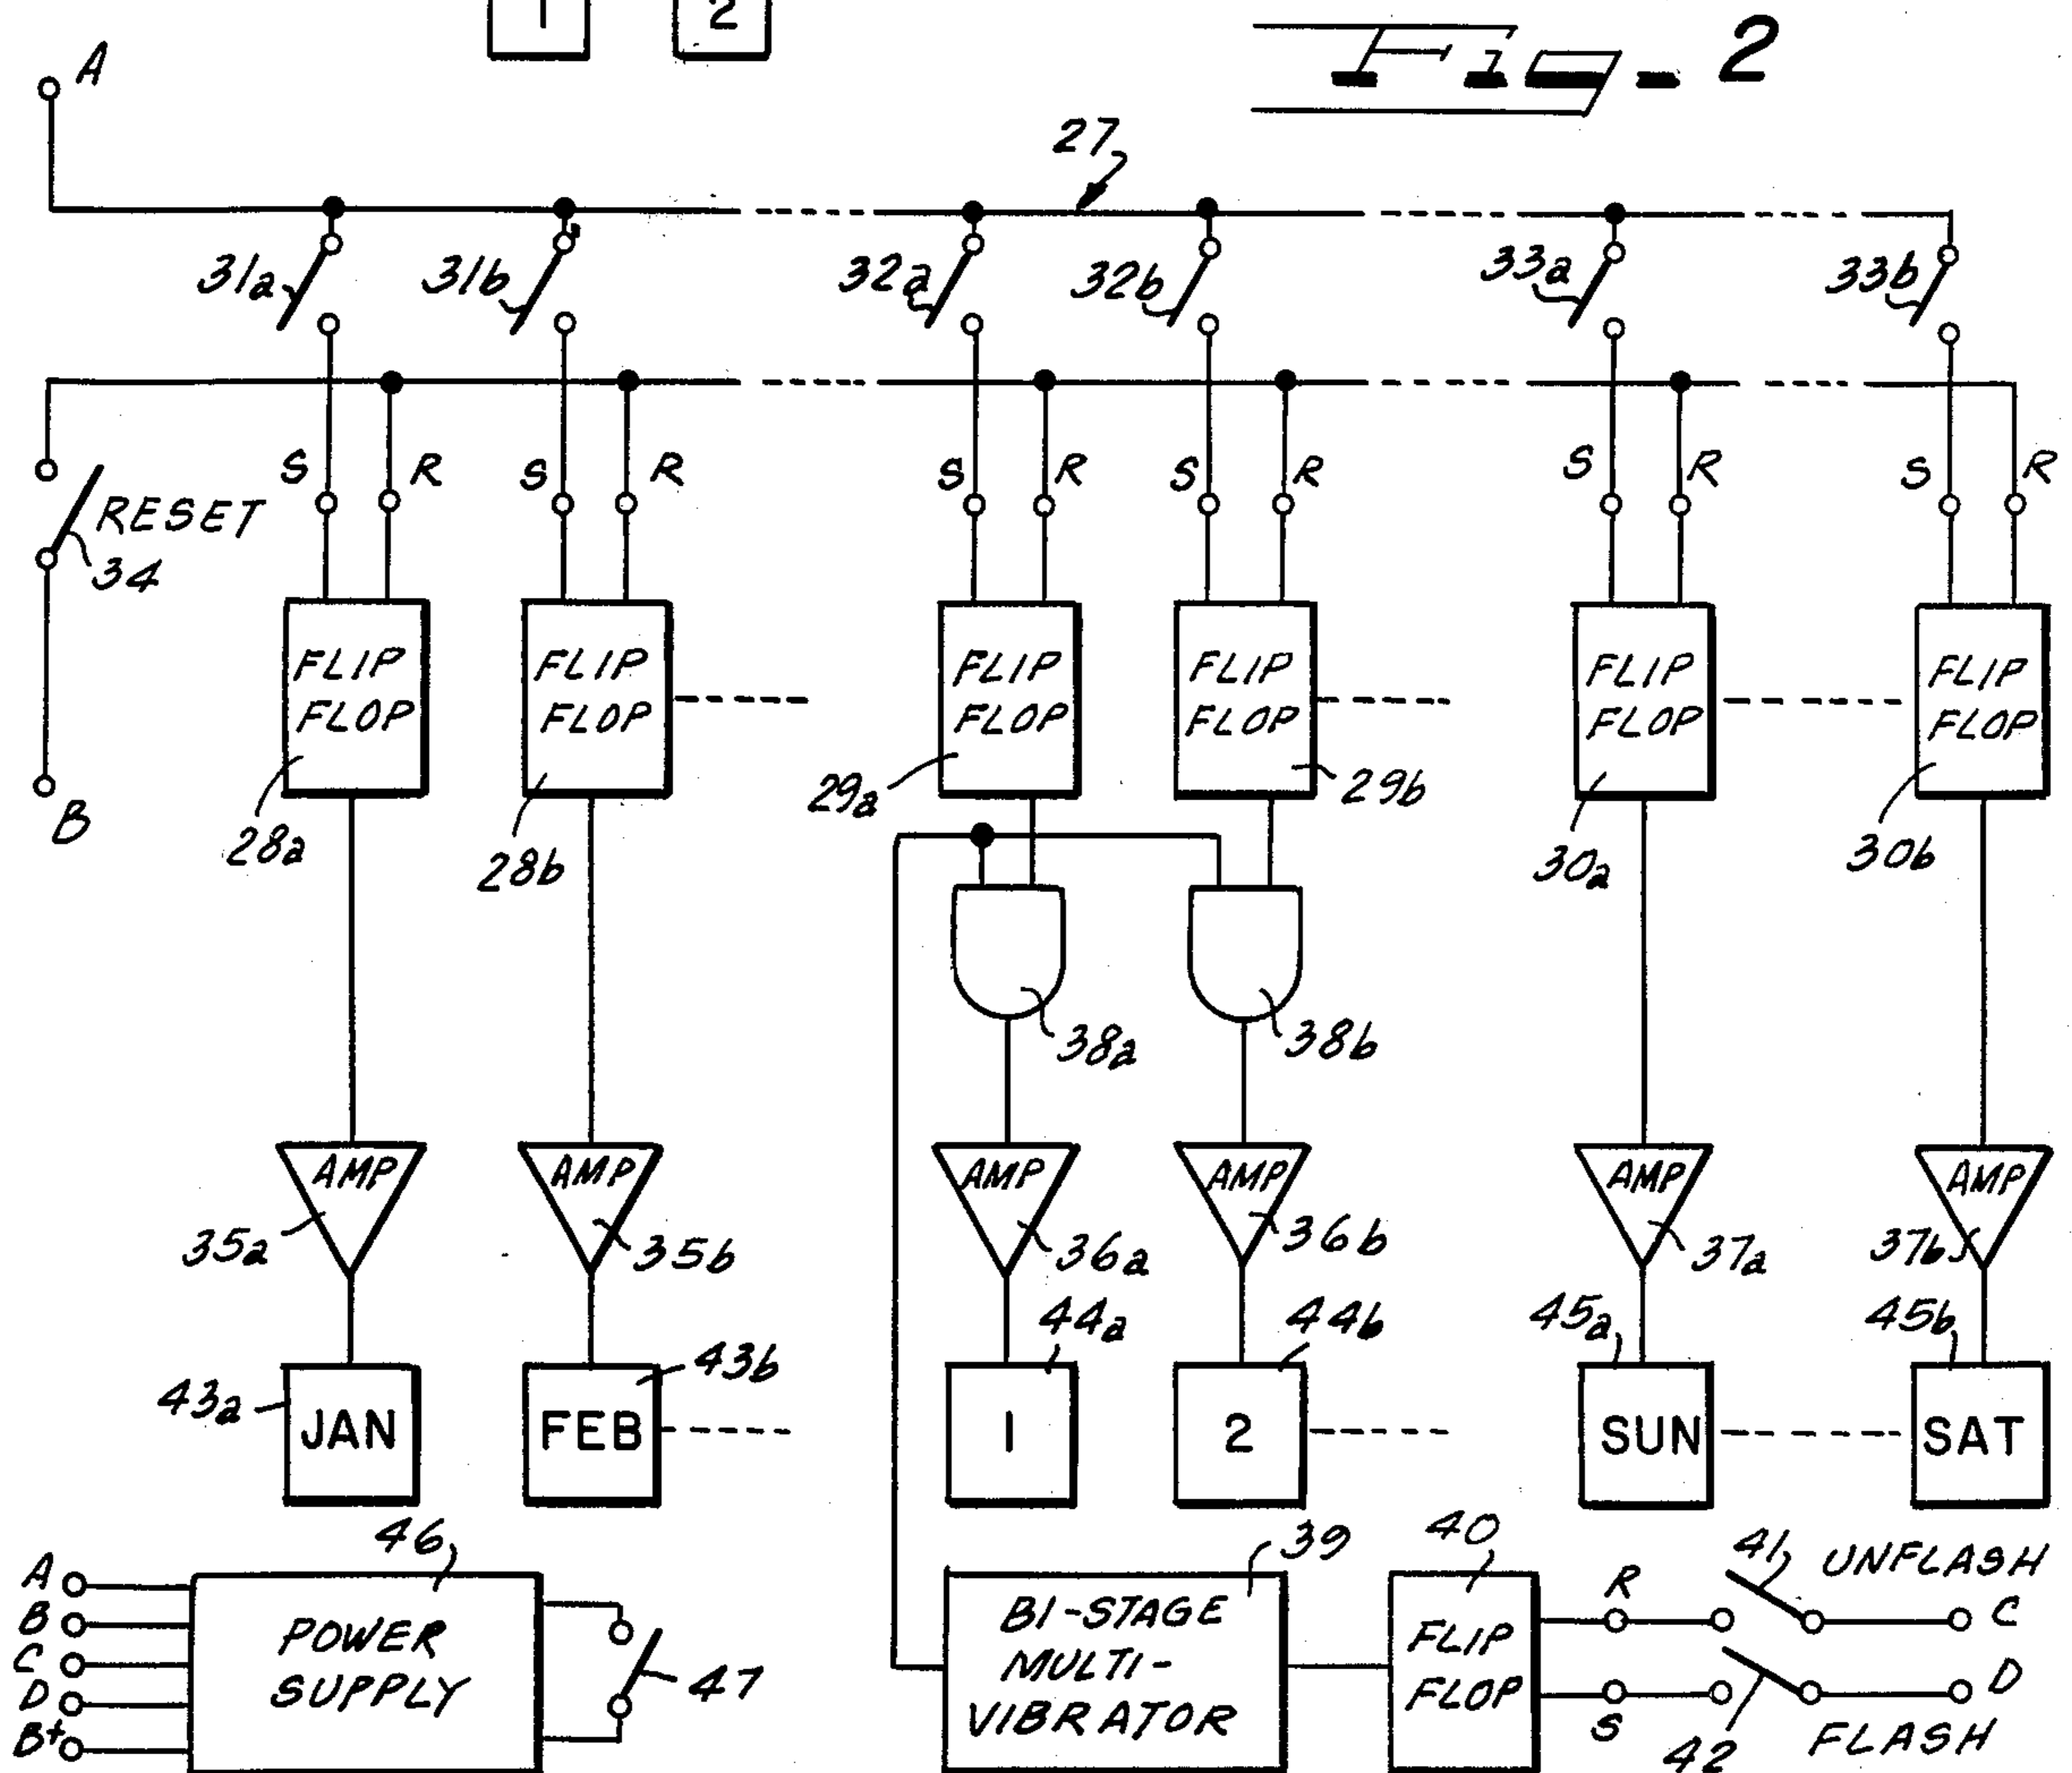 1 2
Fig-2
A
27
31a 31b 32a 32b 33a 33b
S R S R S R S R S R S R
RESET
34
FLIP FLOP FLIP FLOP FLIP FLOP FLIP FLOP FLIP FLOP FLIP FLOP
B
28a 28b 29a 29b 30a 30b
38a 38b
AMP AMP AMP AMP AMP AMP
35a 35b 36a 36b 37a 37b
43a 43b 44a 44b 45a 45b
JAN FEB 1 2 SUN SAT
46 39 40 41 UNFLASH
A
B
C
D
B+
POWER
SUPPLY
47
BI-STAGE
MULTI-
VIBRATOR
FLIP
FLOP
R C
S D
42 FLASH